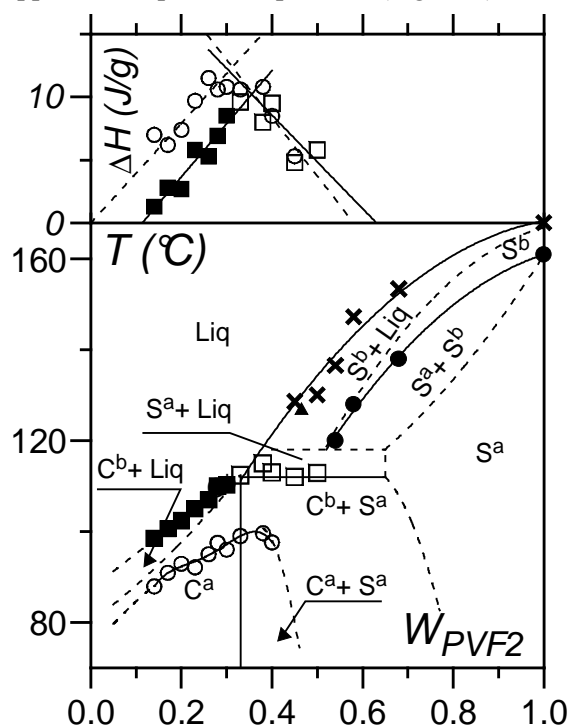 10
ΔH (J/g)
0
T (°C)
160
Sᵇ
Liq
Sᵇ+ Liq
Sᵃ+ Sᵇ
Sᵃ+ Liq
120
Sᵃ
Cᵇ+ Liq
Cᵇ+ Sᵃ
Cᵃ
Cᵃ+ Sᵃ
80
W_PVF2
0.0 0.2 0.4 0.6 0.8 1.0